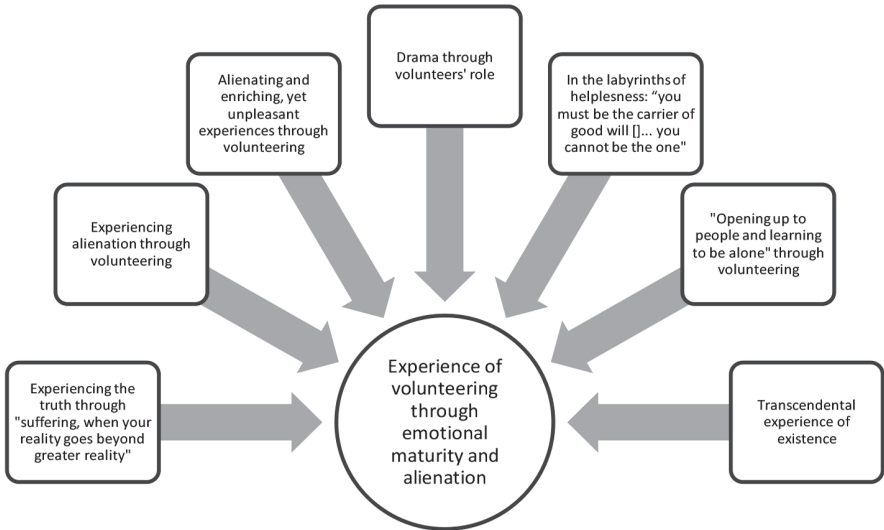 Experiencing the
truth through
"suffering, when your
reality goes beyond
greater reality"
Experiencing
alienation through
volunteering
Alienating and
enriching, yet
unpleasant
experiences through
volunteering
Drama through
volunteers' role
In the labyrinths of
helplesness: “you
must be the carrier of
good will []... you
cannot be the one"
"Opening up to
people and learning
to be alone" through
volunteering
Transcendental
experience of
existence
Experience of
volunteering
through
emotional
maturity and
alienation